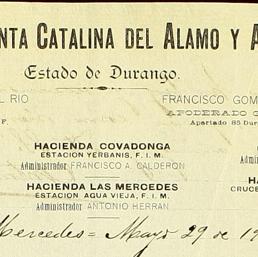 NTA CATALINA DEL ALAMO Y A
Estado de Durango.
L RIO FRANCISCO GOM
APODERADO G
F. Apartado 85 Dur
HACIENDA COVADONGA
ESTACION YERBANIS, F. I. M.
Administrador FRANCISCO A. CALDERON
HACIENDA LAS MERCEDES HA
ESTACION AGUA VIEJA, F. I. M. CRUCE
Administrador ANTONIO HERRAN
Mercedes = Mayo 29 de 19